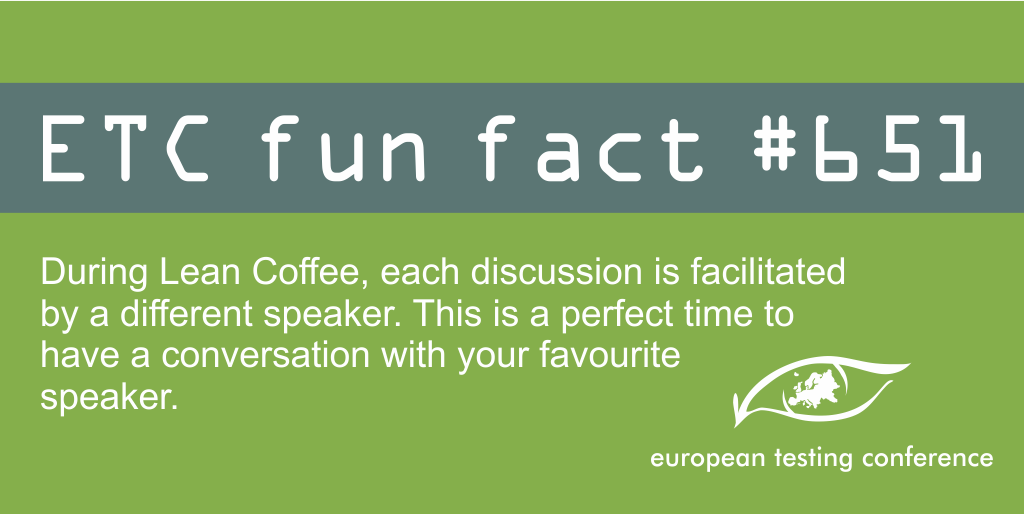 ETC fun fact #651
During Lean Coffee, each discussion is facilitated
by a different speaker. This is a perfect time to
have a conversation with your favourite
speaker.
european testing conference